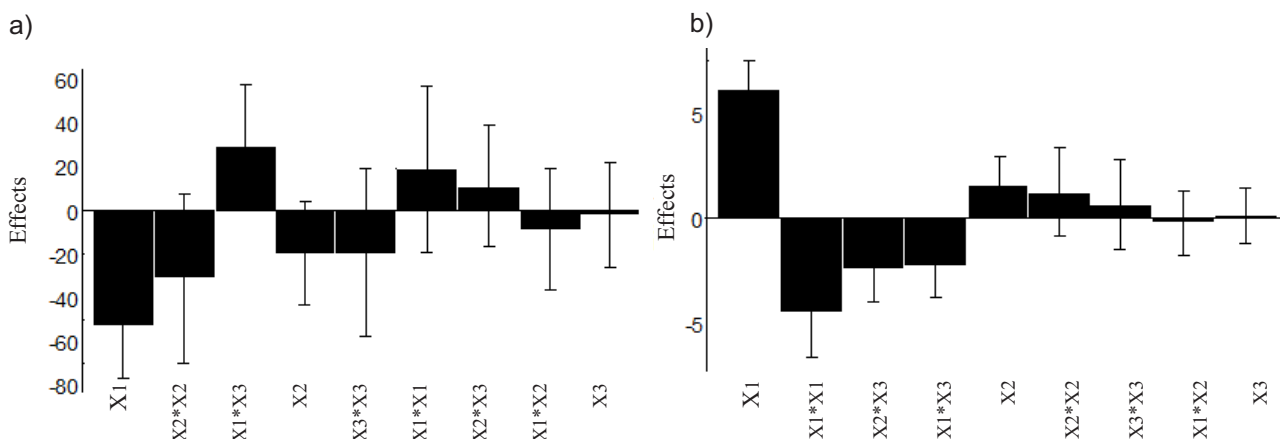 a)
Effects
60
40
20
0
-20
-40
-60
-80
X1
X2*X2
X1*X3
X2
X3*X3
X1*X1
X2*X3
X1*X2
X3
b)
Effects
5
0
-5
X1
X1*X1
X2*X3
X1*X3
X2
X2*X2
X3*X3
X1*X2
X3